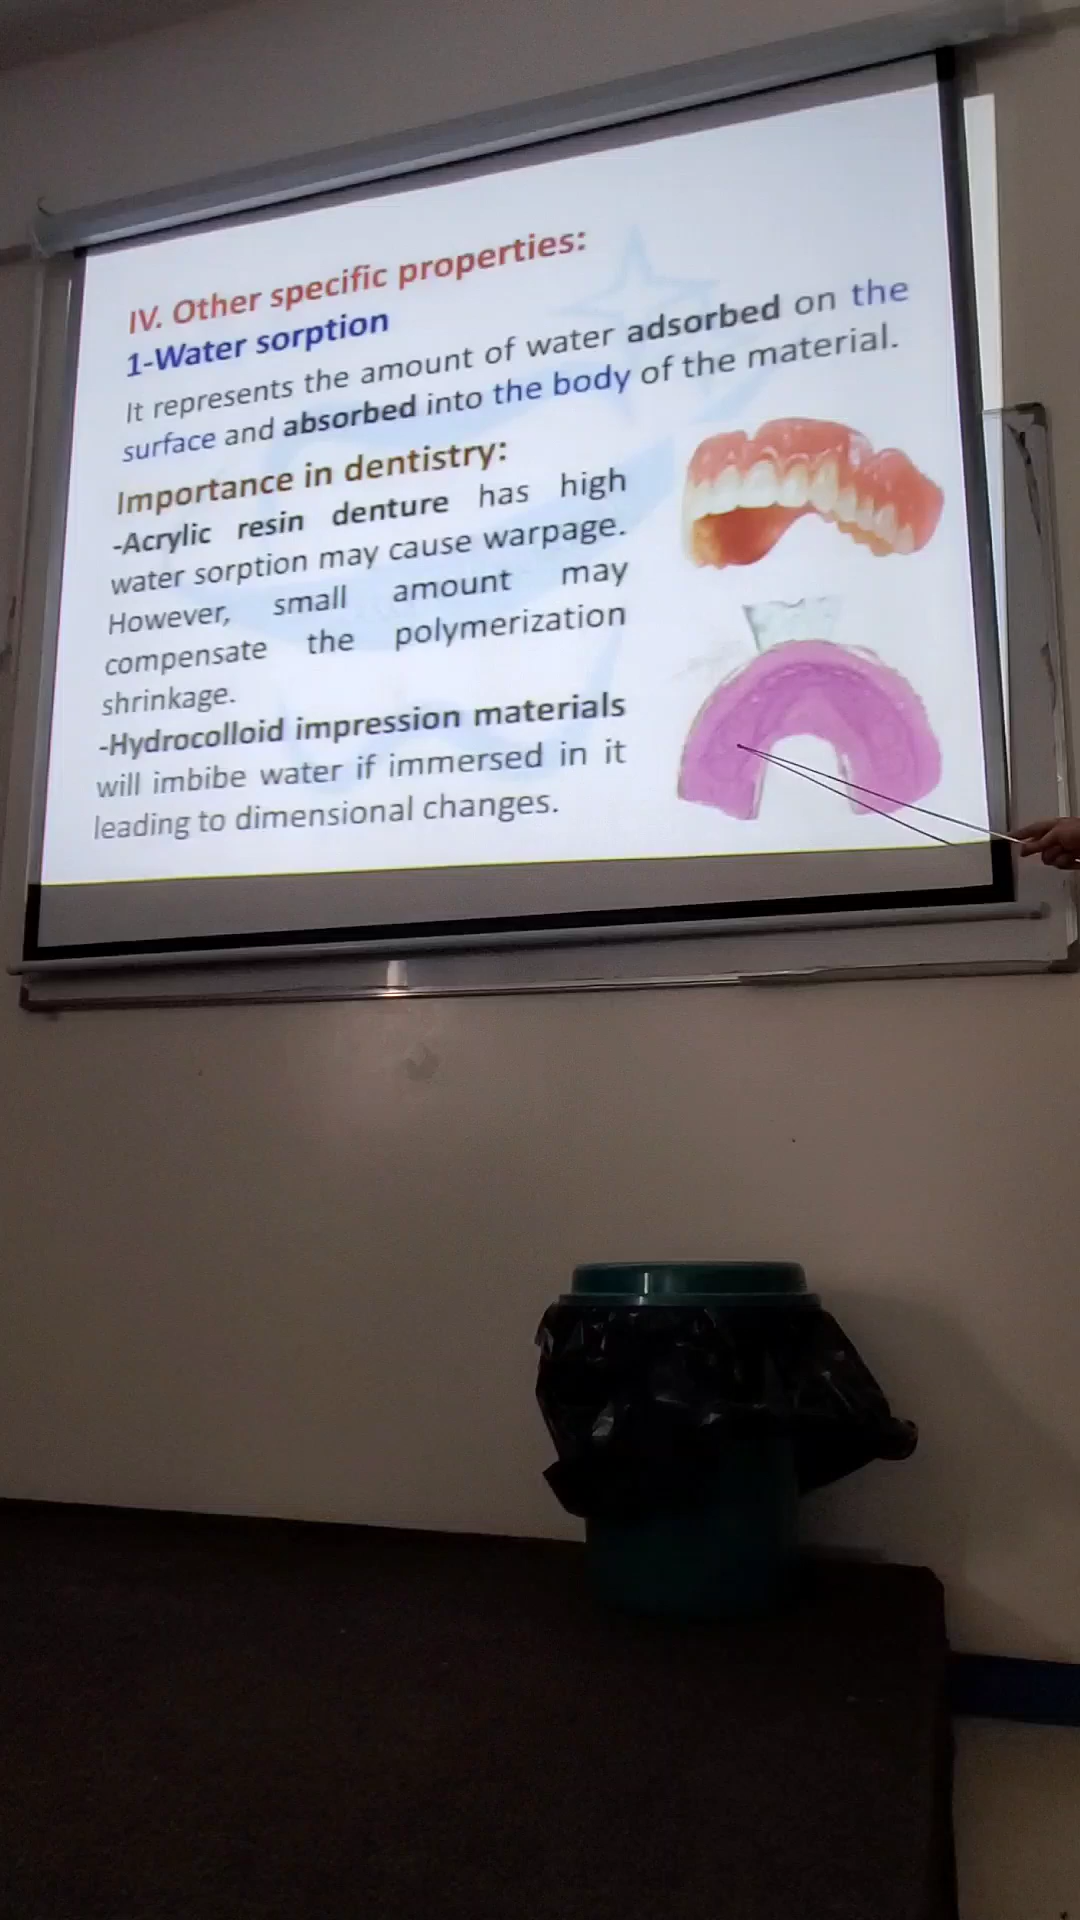 IV. Other specific properties:
1-Water sorption
It represents the amount of water adsorbed on the
surface and absorbed into the body of the material.
Importance in dentistry:
-Acrylic resin denture has high
water sorption may cause warpage.
However, small amount may
compensate the polymerization
shrinkage.
-Hydrocolloid impression materials
will imbibe water if immersed in it
leading to dimensional changes.